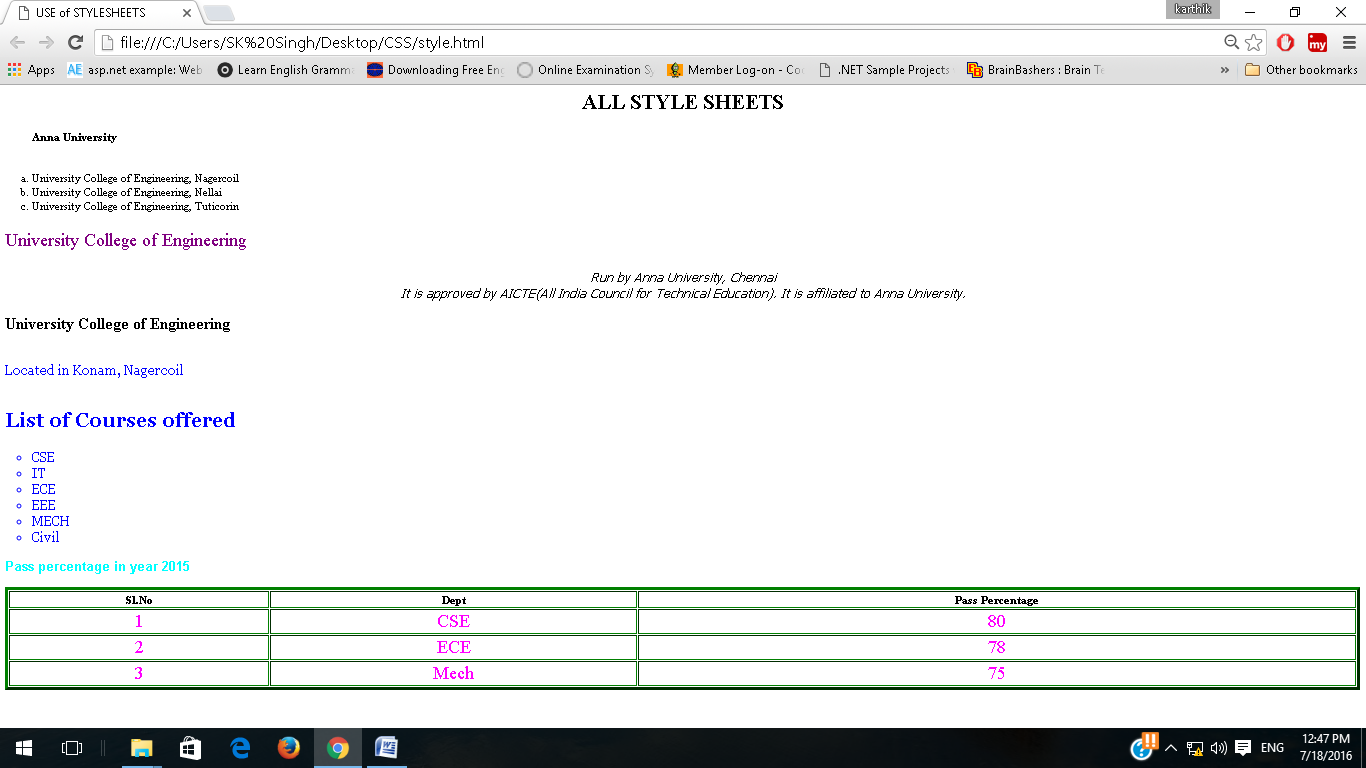 USE of STYLESHEETS
karthik
file:///C:/Users/SK%20Singh/Desktop/CSS/style.html
my
Apps AE asp.net example: Web Learn English Gramm Downloading Free En Online Examination Sy Member Log-on - Co .NET Sample Projects BrainBashers : Brain Te » Other bookmarks
ALL STYLE SHEETS
Anna University
a. University College of Engineering, Nagercoil
b. University College of Engineering, Nellai
c. University College of Engineering, Tuticorin
University College of Engineering
Run by Anna University, Chennai
It is approved by AICTE(All India Council for Technical Education). It is affiliated to Anna University.
University College of Engineering
Located in Konam, Nagercoil
List of Courses offered
CSE
IT
ECE
EEE
MECH
Civil
Pass percentage in year 2015
Sl.No Dept Pass Percentage
1 CSE 80
2 ECE 78
3 Mech 75
ENG 12:47 PM
7/18/2016